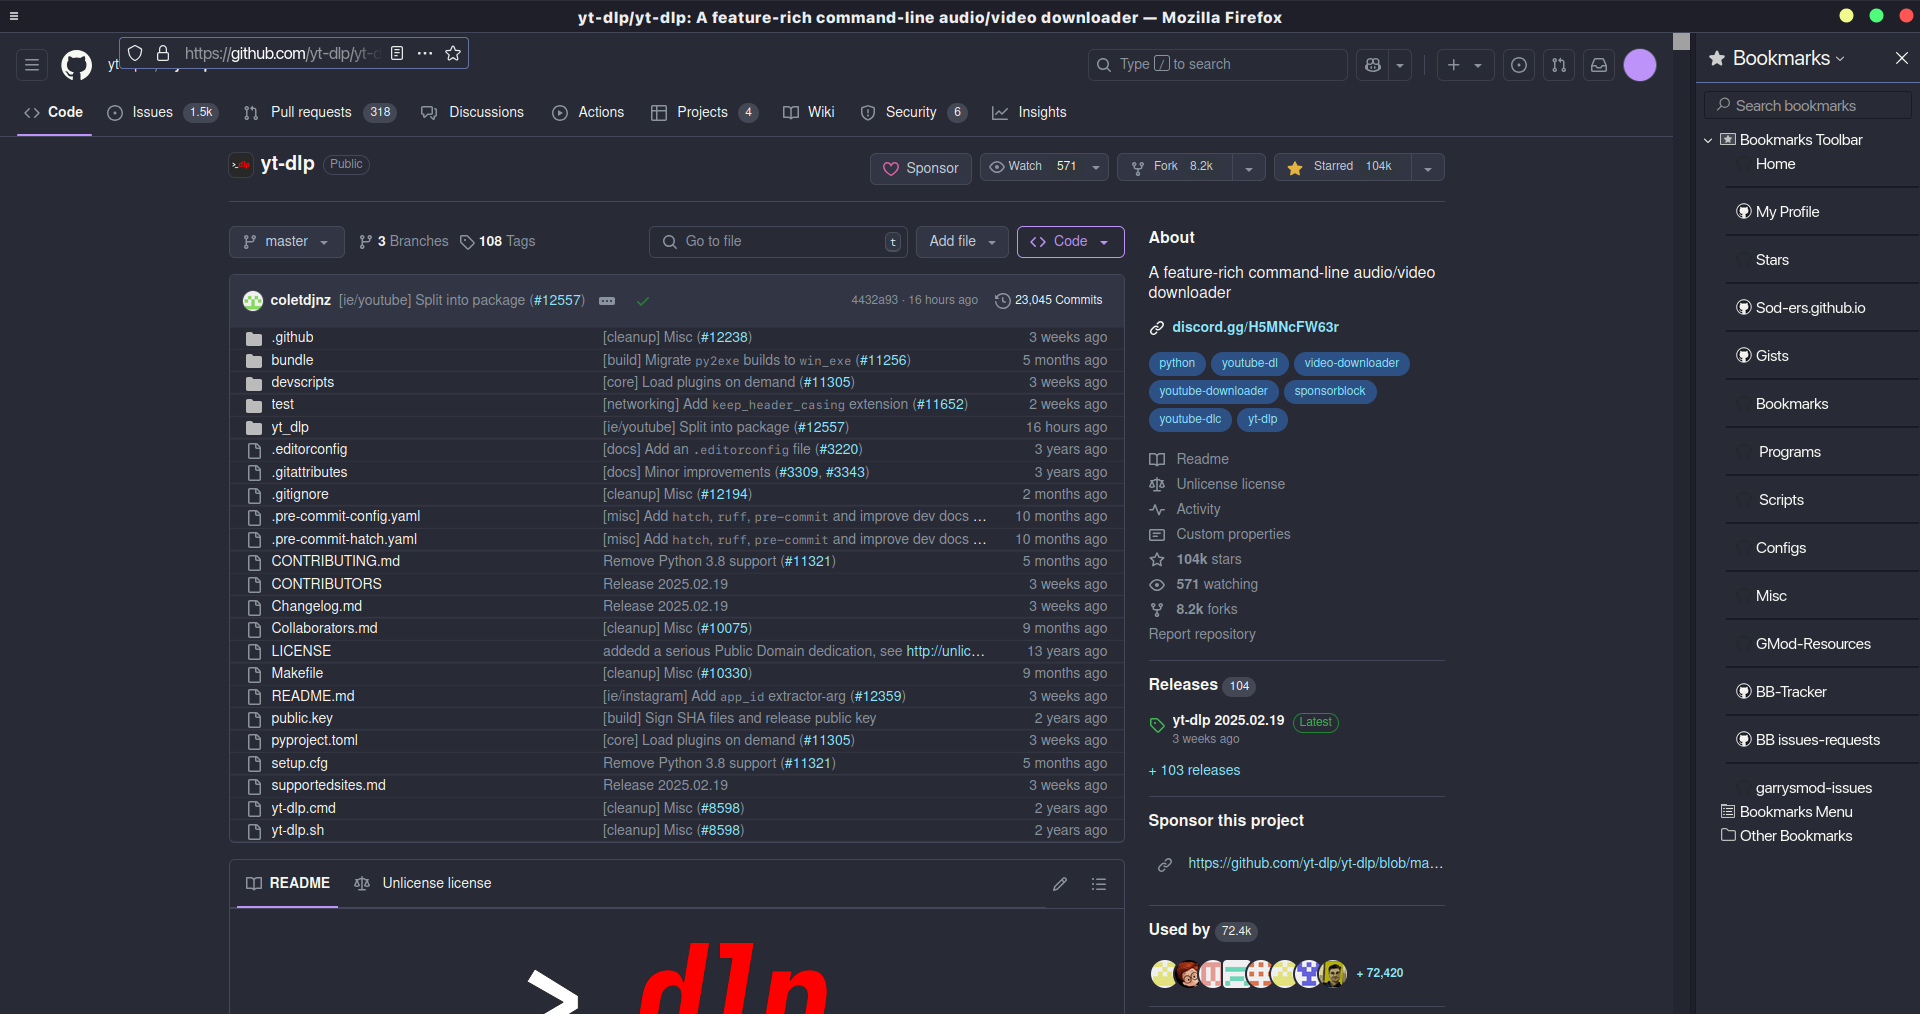 yt-dlp/yt-dlp: A feature-rich command-line audio/video downloader — Mozilla Firefox
https://github.com/yt-dlp/yt-d
Type / to search
Code
Issues 1.5k
Pull requests 318
Discussions
Actions
Projects 4
Wiki
Security 6
Insights
yt-dlp Public
Sponsor
Watch 571
Fork 8.2k
Starred 104k
master
3 Branches
108 Tags
Go to file t
Add file
Code
coletdjnz [ie/youtube] Split into package (#12557) 4432a93 · 16 hours ago 23,045 Commits
.github [cleanup] Misc (#12238) 3 weeks ago
bundle [build] Migrate py2exe builds to win_exe (#11256) 5 months ago
devscripts [core] Load plugins on demand (#11305) 3 weeks ago
test [networking] Add keep_header_casing extension (#11652) 2 weeks ago
yt_dlp [ie/youtube] Split into package (#12557) 16 hours ago
.editorconfig [docs] Add an .editorconfig file (#3220) 3 years ago
.gitattributes [docs] Minor improvements (#3309, #3343) 3 years ago
.gitignore [cleanup] Misc (#12194) 2 months ago
.pre-commit-config.yaml [misc] Add hatch, ruff, pre-commit and improve dev docs … 10 months ago
.pre-commit-hatch.yaml [misc] Add hatch, ruff, pre-commit and improve dev docs … 10 months ago
CONTRIBUTING.md Remove Python 3.8 support (#11321) 5 months ago
CONTRIBUTORS Release 2025.02.19 3 weeks ago
Changelog.md Release 2025.02.19 3 weeks ago
Collaborators.md [cleanup] Misc (#10075) 9 months ago
LICENSE addedd a serious Public Domain dedication, see http://unlic… 13 years ago
Makefile [cleanup] Misc (#10330) 9 months ago
README.md [ie/instagram] Add app_id extractor-arg (#12359) 3 weeks ago
public.key [build] Sign SHA files and release public key 2 years ago
pyproject.toml [core] Load plugins on demand (#11305) 3 weeks ago
setup.cfg Remove Python 3.8 support (#11321) 5 months ago
supportedsites.md Release 2025.02.19 3 weeks ago
yt-dlp.cmd [cleanup] Misc (#8598) 2 years ago
yt-dlp.sh [cleanup] Misc (#8598) 2 years ago
README
Unlicense license
> dlp
About
A feature-rich command-line audio/video
downloader
discord.gg/H5MNcFW63r
python youtube-dl video-downloader
youtube-downloader sponsorblock
youtube-dlc yt-dlp
Readme
Unlicense license
Activity
Custom properties
104k stars
571 watching
8.2k forks
Report repository
Releases 104
yt-dlp 2025.02.19 Latest
3 weeks ago
+ 103 releases
Sponsor this project
https://github.com/yt-dlp/yt-dlp/blob/ma…
Used by 72.4k
+ 72,420
Bookmarks
Search bookmarks
Bookmarks Toolbar
Home
My Profile
Stars
Sod-ers.github.io
Gists
Bookmarks
Programs
Scripts
Configs
Misc
GMod-Resources
BB-Tracker
BB issues-requests
garrysmod-issues
Bookmarks Menu
Other Bookmarks